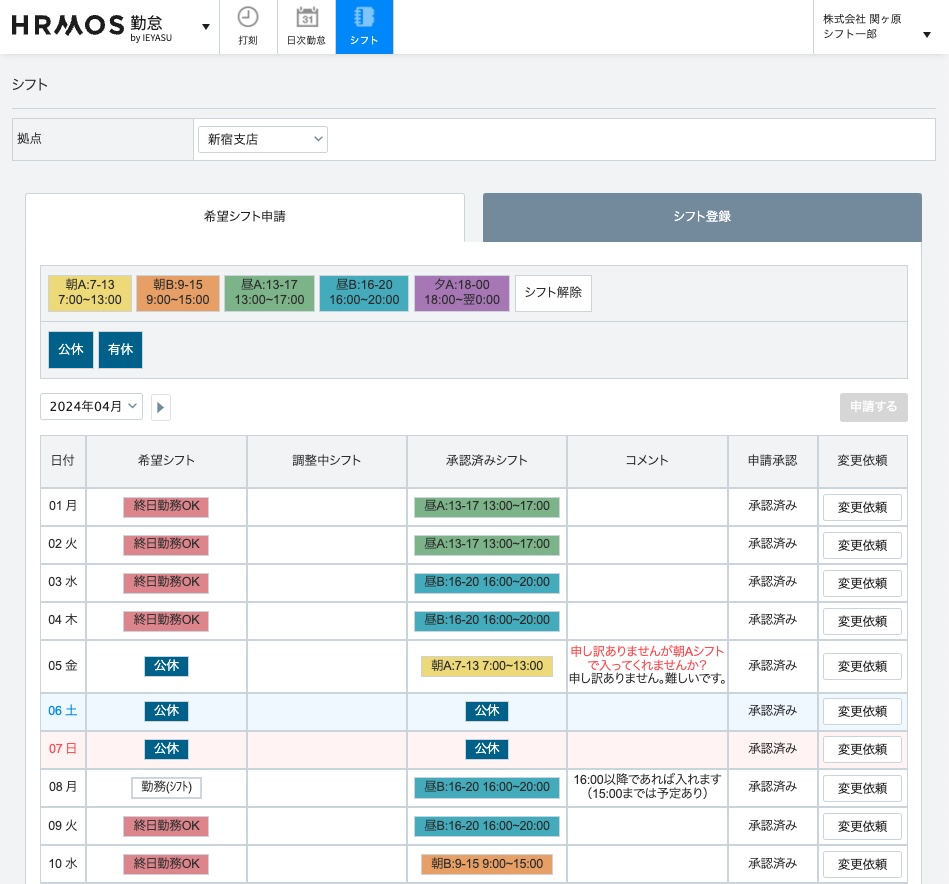 HRMOS 勤怠
by IEYASU
打刻
31
日次勤怠
シフト
株式会社 関ヶ原
シフト一郎
シフト
拠点
新宿支店
希望シフト申請
シフト登録
朝A:7-13
7:00~13:00
朝B:9-15
9:00~15:00
昼A:13-17
13:00~17:00
昼B:16-20
16:00~20:00
夕A:18-00
18:00~翌0:00
シフト解除
公休
有休
2024年04月
申請する
日付 希望シフト 調整中シフト 承認済みシフト コメント 申請承認 変更依頼
01 月 終日勤務OK 昼A:13-17 13:00~17:00 承認済み 変更依頼
02 火 終日勤務OK 昼A:13-17 13:00~17:00 承認済み 変更依頼
03 水 終日勤務OK 昼B:16-20 16:00~20:00 承認済み 変更依頼
04 木 終日勤務OK 昼B:16-20 16:00~20:00 承認済み 変更依頼
05 金 公休 朝A:7-13 7:00~13:00
申し訳ありませんが朝Aシフト
で入ってくれませんか?
申し訳ありません。難しいです。
承認済み 変更依頼
06 土 公休 公休 承認済み 変更依頼
07 日 公休 公休 承認済み 変更依頼
08 月 勤務(ｼﾌﾄ) 昼B:16-20 16:00~20:00
16:00以降であれば入れます
（15:00までは予定あり）
承認済み 変更依頼
09 火 終日勤務OK 昼B:16-20 16:00~20:00 承認済み 変更依頼
10 水 終日勤務OK 朝B:9-15 9:00~15:00 承認済み 変更依頼